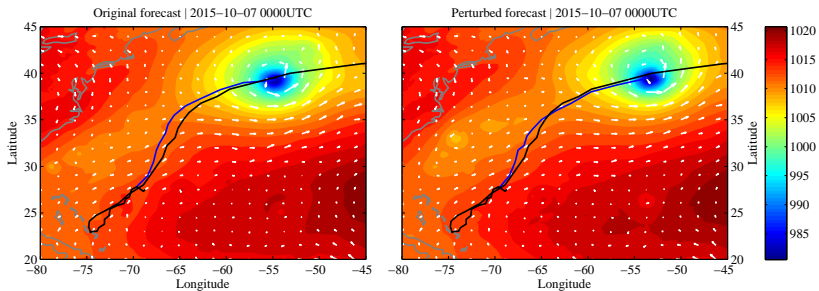 Original forecast | 2015−10−07 0000UTC
Perturbed forecast | 2015−10−07 0000UTC
45 40 35 30 25 20
Latitude
−80 −75 −70 −65 −60 −55 −50 −45
Longitude
45 40 35 30 25 20
Latitude
−80 −75 −70 −65 −60 −55 −50 −45
Longitude
1020 1015 1010 1005 1000 995 990 985